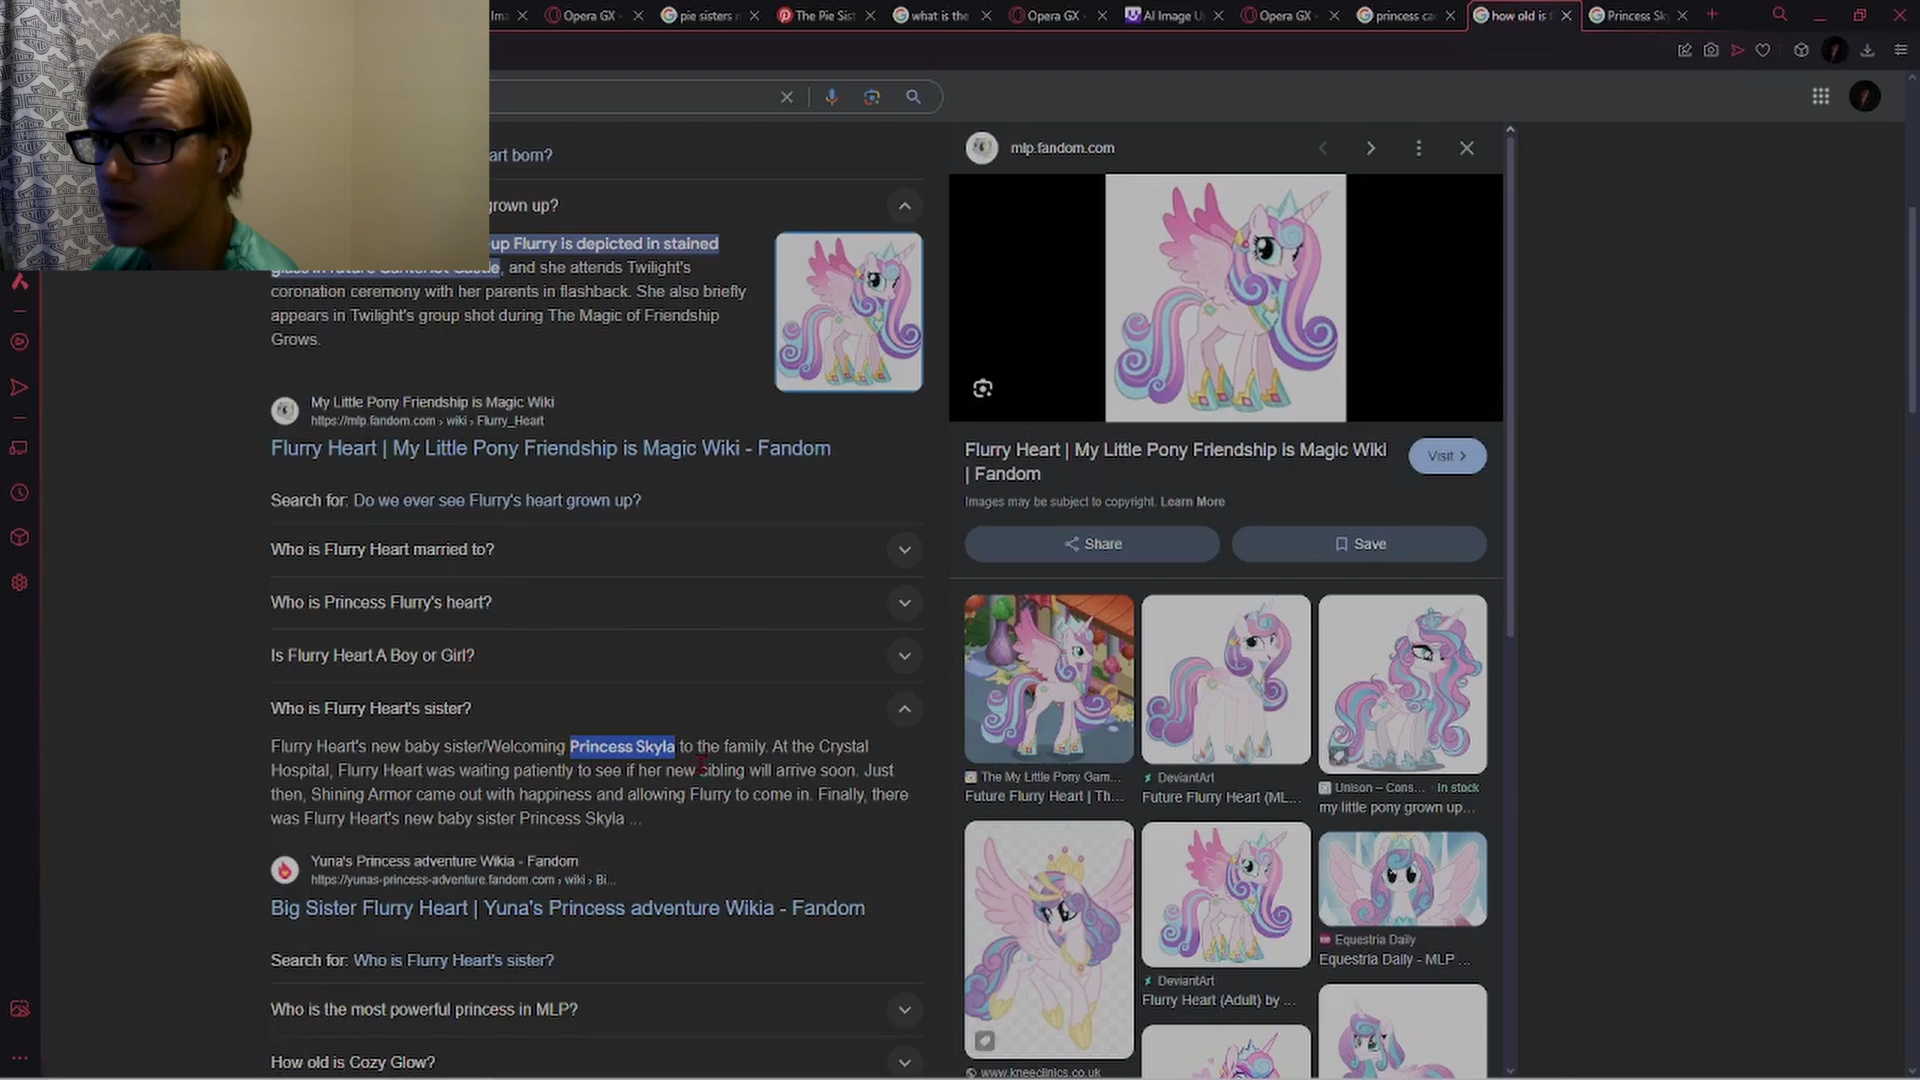 Ima
Opera GX -
pie sisters r
The Pie Sist
what is the
Opera GX -
AI Image U
Opera GX -
princess ca
how old is f
Princess Sky
art born?
grown up?
-up Flurry is depicted in stained
, and she attends Twilight's
coronation ceremony with her parents in flashback. She also briefly
appears in Twilight's group shot during The Magic of Friendship
Grows.
My Little Pony Friendship is Magic Wiki
https://mlp.fandom.com › wiki › Flurry_Heart
Flurry Heart | My Little Pony Friendship is Magic Wiki - Fandom
Search for: Do we ever see Flurry's heart grown up?
Who is Flurry Heart married to?
Who is Princess Flurry's heart?
Is Flurry Heart A Boy or Girl?
Who is Flurry Heart's sister?
Flurry Heart's new baby sister/Welcoming Princess Skyla to the family. At the Crystal
Hospital, Flurry Heart was waiting patiently to see if her new sibling will arrive soon. Just
then, Shining Armor came out with happiness and allowing Flurry to come in. Finally, there
was Flurry Heart's new baby sister Princess Skyla ...
Yuna's Princess adventure Wikia - Fandom
https://yunas-princess-adventure.fandom.com › wiki › Bi...
Big Sister Flurry Heart | Yuna's Princess adventure Wikia - Fandom
Search for: Who is Flurry Heart's sister?
Who is the most powerful princess in MLP?
How old is Cozy Glow?
mlp.fandom.com
Flurry Heart | My Little Pony Friendship is Magic Wiki
| Fandom
Visit
Images may be subject to copyright. Learn More
Share
Save
The My Little Pony Gam...
Future Flurry Heart | Th...
DeviantArt
Future Flurry Heart (ML...
Unison – Cons... · In stock
my little pony grown up...
www.kneeclinics.co.uk
DeviantArt
Flurry Heart (Adult) by ...
Equestria Daily
Equestria Daily - MLP ...